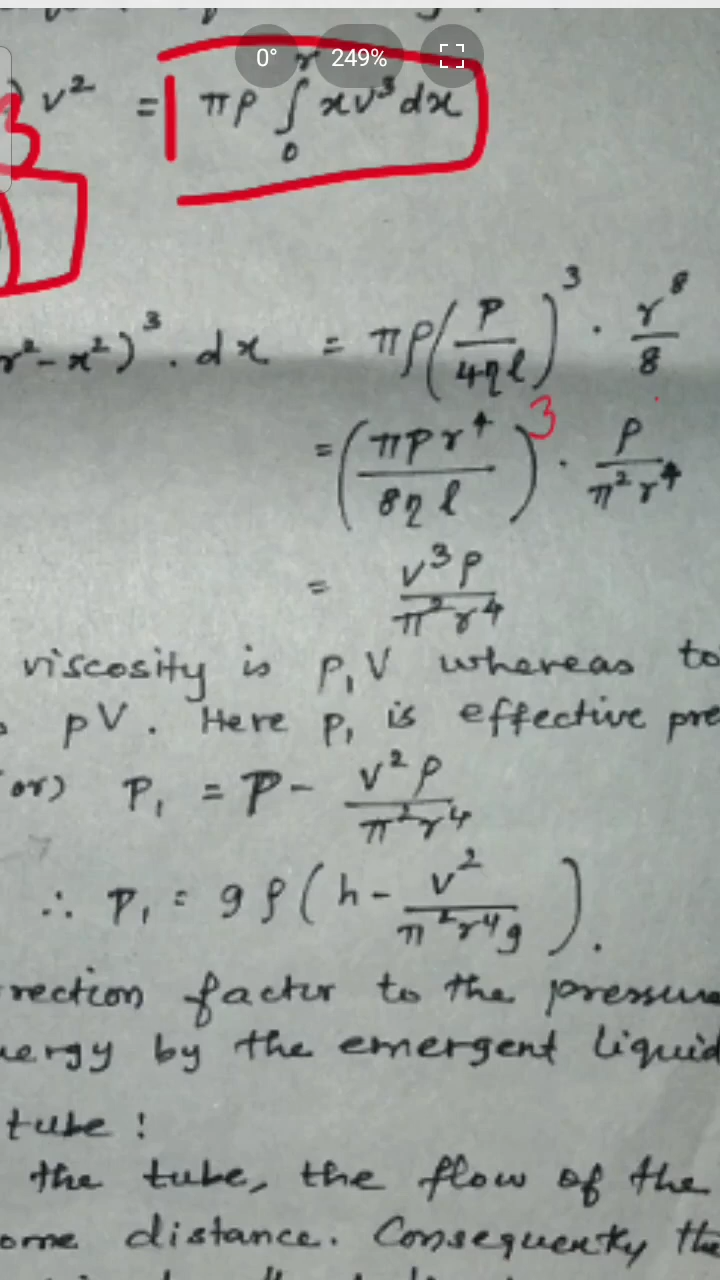 0° 249%
v² = πρ ∫₀ʳ xv³dx
r²-x²)³ . dx = πρ(P/4ηl)³ . r⁸/8
= (πpr⁴/8ηl)³ . ρ/π²r⁴
= V³ρ/π²r⁴
viscosity is p₁V whereas to
pV. Here p₁ is effective pre
or) P₁ = P - V²ρ/π²r⁴
∴ P₁ = gρ(h - V²/π²r⁴g).
rection factor to the pressure
ergy by the emergent liquid
tube :
the tube, the flow of the
ome distance. Consequenty the